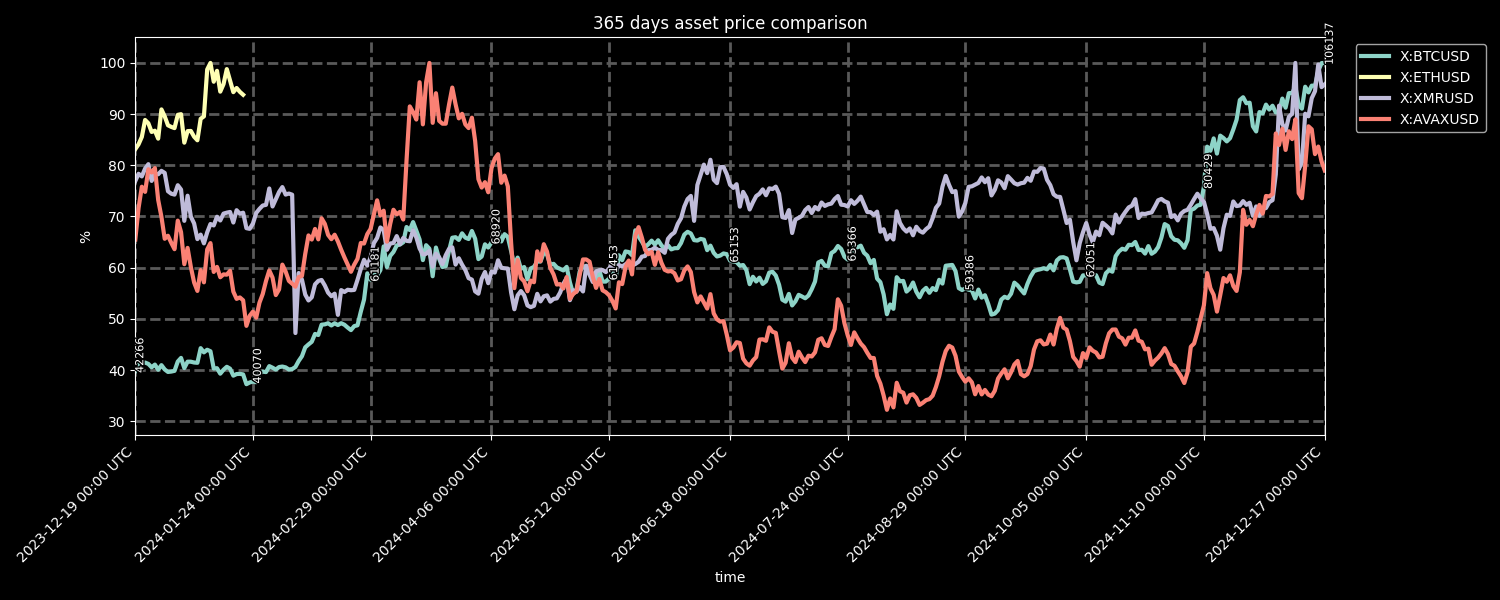 365 days asset price comparison
106137
X:BTCUSD
X:ETHUSD
X:XMRUSD
X:AVAXUSD
100
90
80
70
60
50
40
30
%
42266
40070
61181
68920
61453
65153
65366
59386
62051
80429
2023-12-19 00:00 UTC
2024-01-24 00:00 UTC
2024-02-29 00:00 UTC
2024-04-06 00:00 UTC
2024-05-12 00:00 UTC
2024-06-18 00:00 UTC
2024-07-24 00:00 UTC
2024-08-29 00:00 UTC
2024-10-05 00:00 UTC
2024-11-10 00:00 UTC
2024-12-17 00:00 UTC
time